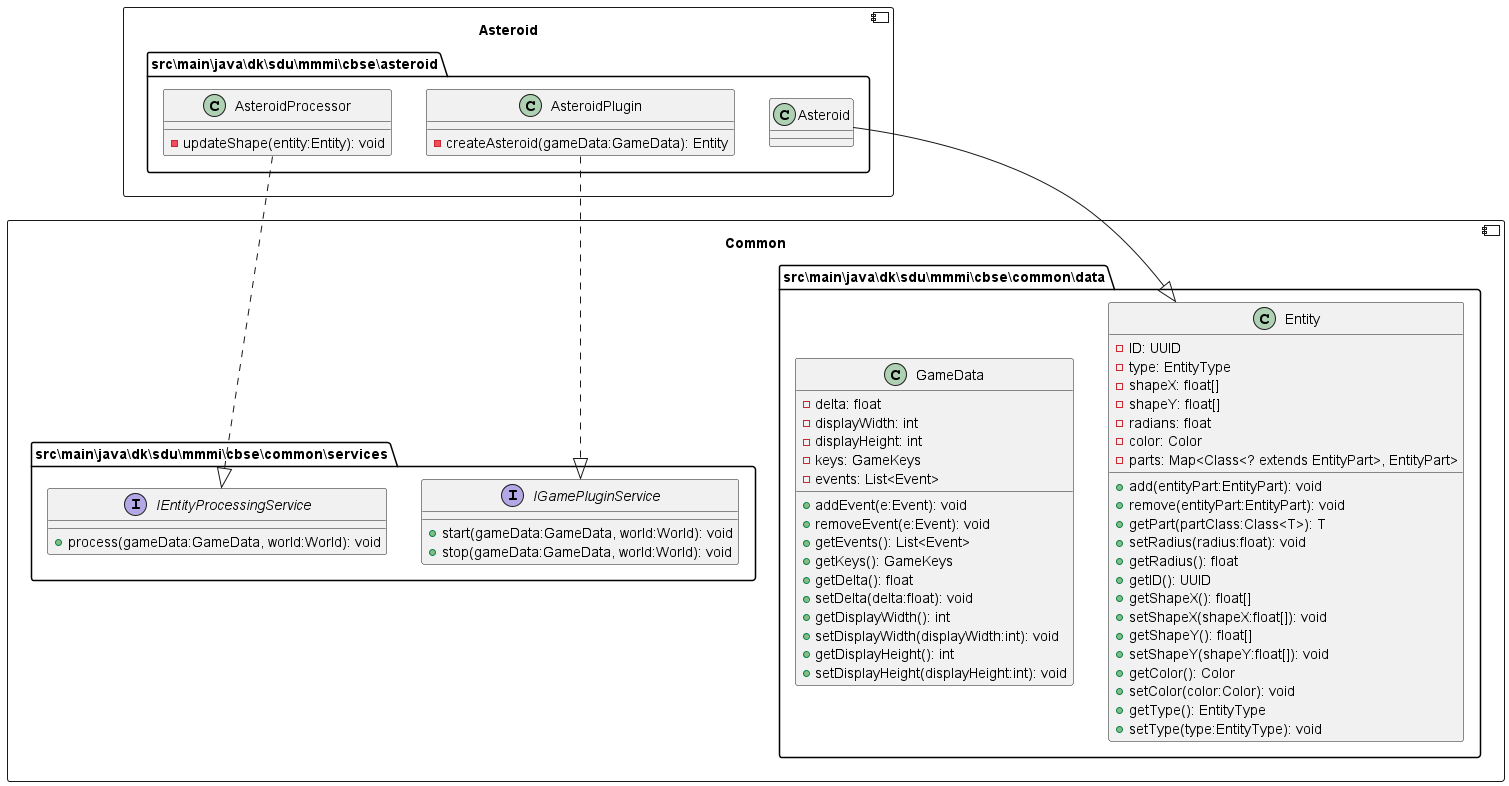 Asteroid
src\main\java\dk\sdu\mmmi\cbse\asteroid
C AsteroidProcessor
updateShape(entity:Entity): void
C AsteroidPlugin
createAsteroid(gameData:GameData): Entity
C Asteroid
Common
src\main\java\dk\sdu\mmmi\cbse\common\services
I IEntityProcessingService
process(gameData:GameData, world:World): void
I IGamePluginService
start(gameData:GameData, world:World): void
stop(gameData:GameData, world:World): void
src\main\java\dk\sdu\mmmi\cbse\common\data
C GameData
delta: float
displayWidth: int
displayHeight: int
keys: GameKeys
events: List<Event>
addEvent(e:Event): void
removeEvent(e:Event): void
getEvents(): List<Event>
getKeys(): GameKeys
getDelta(): float
setDelta(delta:float): void
getDisplayWidth(): int
setDisplayWidth(displayWidth:int): void
getDisplayHeight(): int
setDisplayHeight(displayHeight:int): void
C Entity
ID: UUID
type: EntityType
shapeX: float[]
shapeY: float[]
radians: float
color: Color
parts: Map<Class<? extends EntityPart>, EntityPart>
add(entityPart:EntityPart): void
remove(entityPart:EntityPart): void
getPart(partClass:Class<T>): T
setRadius(radius:float): void
getRadius(): float
getID(): UUID
getShapeX(): float[]
setShapeX(shapeX:float[]): void
getShapeY(): float[]
setShapeY(shapeY:float[]): void
getColor(): Color
setColor(color:Color): void
getType(): EntityType
setType(type:EntityType): void